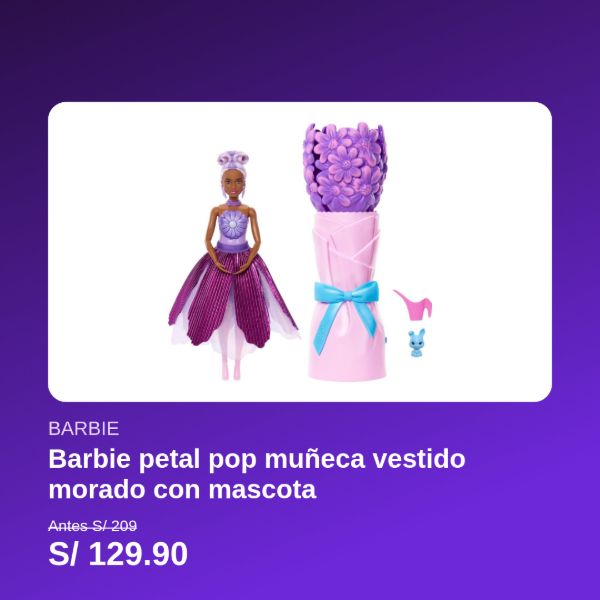 BARBIE
Barbie petal pop muñeca vestido
morado con mascota
Antes S/ 209
S/ 129.90